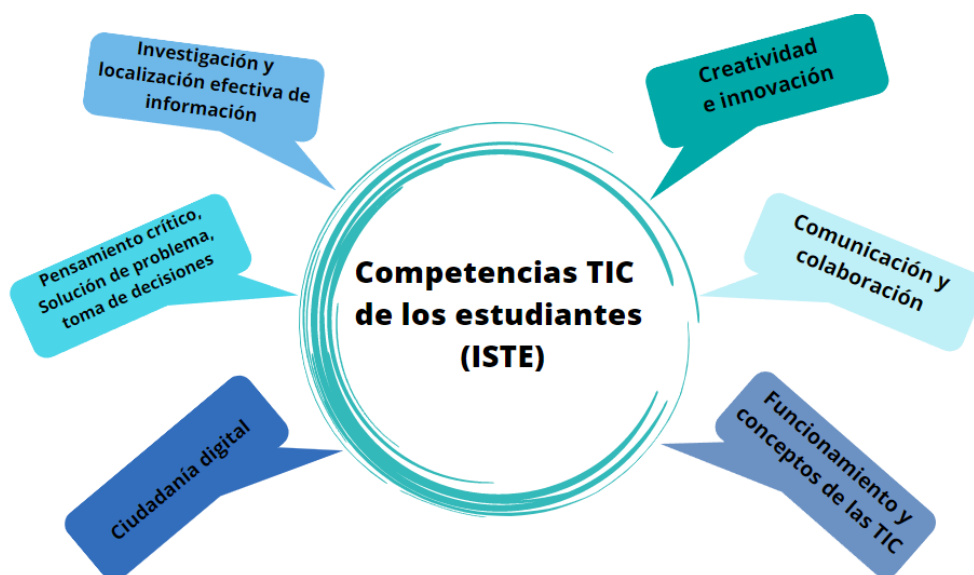 Investigación y
localización efectiva de
información
Creatividad
e innovación
Pensamiento crítico,
Solución de problema,
toma de decisiones
Competencias TIC
de los estudiantes
(ISTE)
Comunicación y
colaboración
Ciudadanía digital
Funcionamiento y
conceptos de las TIC